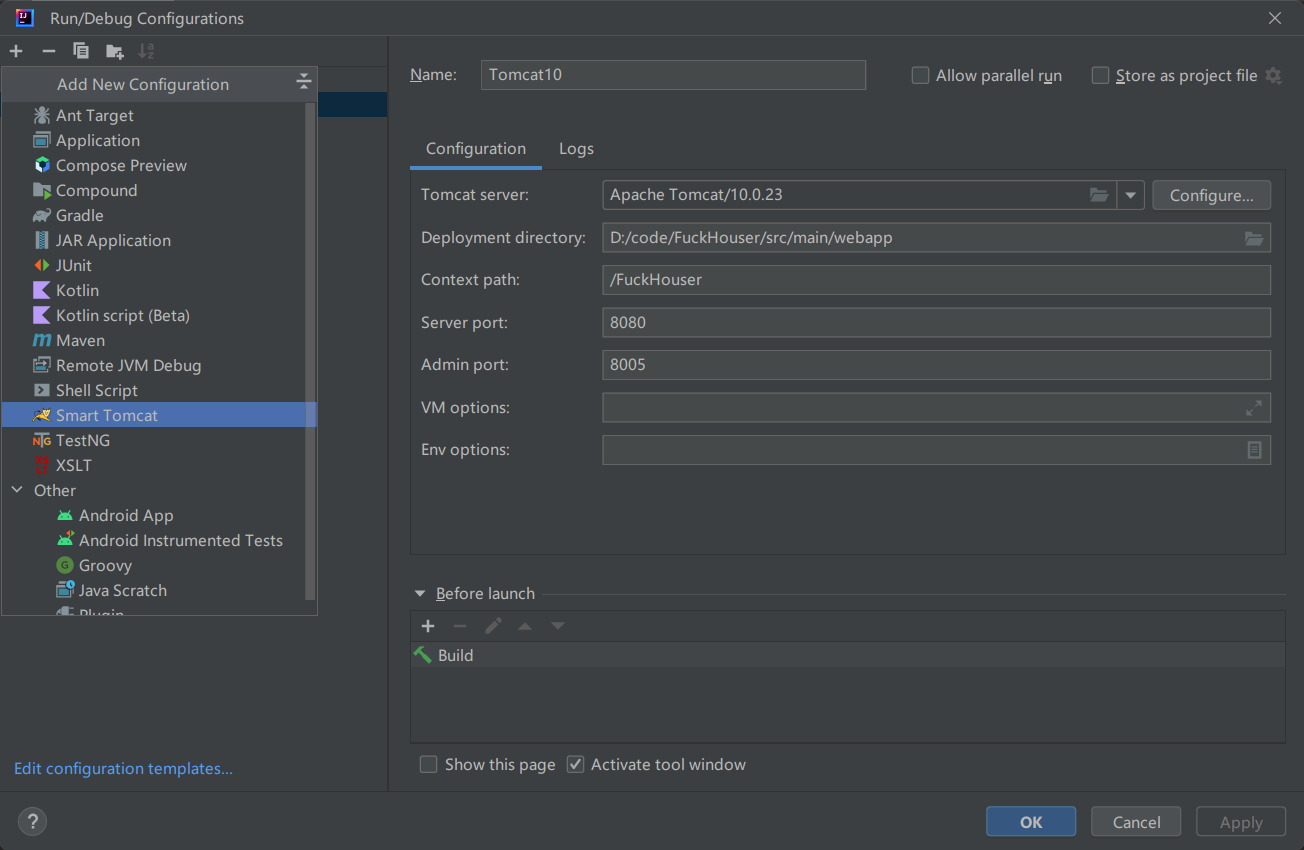 Run/Debug Configurations
Add New Configuration
Ant Target
Application
Compose Preview
Compound
Gradle
JAR Application
JUnit
Kotlin
Kotlin script (Beta)
Maven
Remote JVM Debug
Shell Script
Smart Tomcat
TestNG
XSLT
Other
Android App
Android Instrumented Tests
Groovy
Java Scratch
Plugin
Edit configuration templates...
Name: Tomcat10
Allow parallel run
Store as project file
Configuration Logs
Tomcat server: Apache Tomcat/10.0.23 Configure...
Deployment directory: D:/code/FuckHouser/src/main/webapp
Context path: /FuckHouser
Server port: 8080
Admin port: 8005
VM options:
Env options:
Before launch
Build
Show this page Activate tool window
? OK Cancel Apply